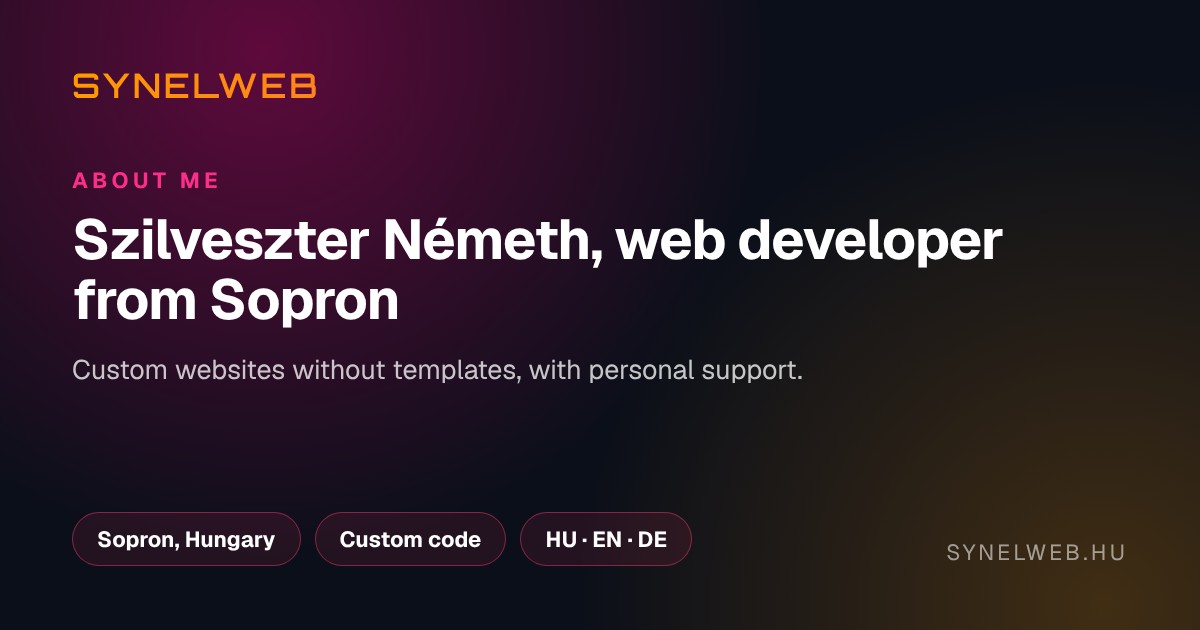 SYNELWEB
ABOUT ME
Szilveszter Németh, web developer
from Sopron
Custom websites without templates, with personal support.
Sopron, Hungary
Custom code
HU · EN · DE
SYNELWEB.HU